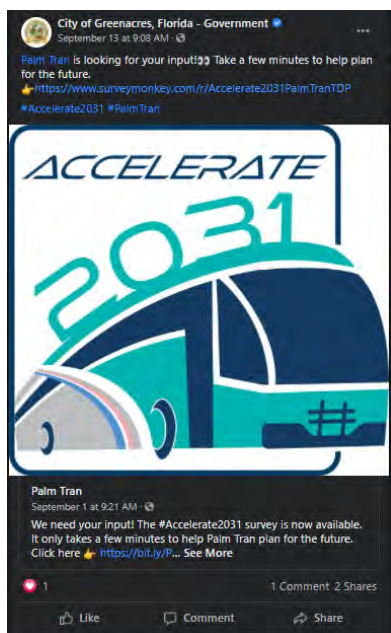 City of Greenacres, Florida - Government
September 13 at 9:08 AM ·
Palm Tran is looking for your input!👀 Take a few minutes to help plan
for the future.
👉https://www.surveymonkey.com/r/Accelerate2031PalmTranTDP
#Accelerate2031 #PalmTran
ACCELERATE
2031
Palm Tran
September 1 at 9:21 AM ·
We need your input! The #Accelerate2031 survey is now available.
It only takes a few minutes to help Palm Tran plan for the future.
Click here 👉 https://bit.ly/P... See More
1
1 Comment 2 Shares
Like
Comment
Share